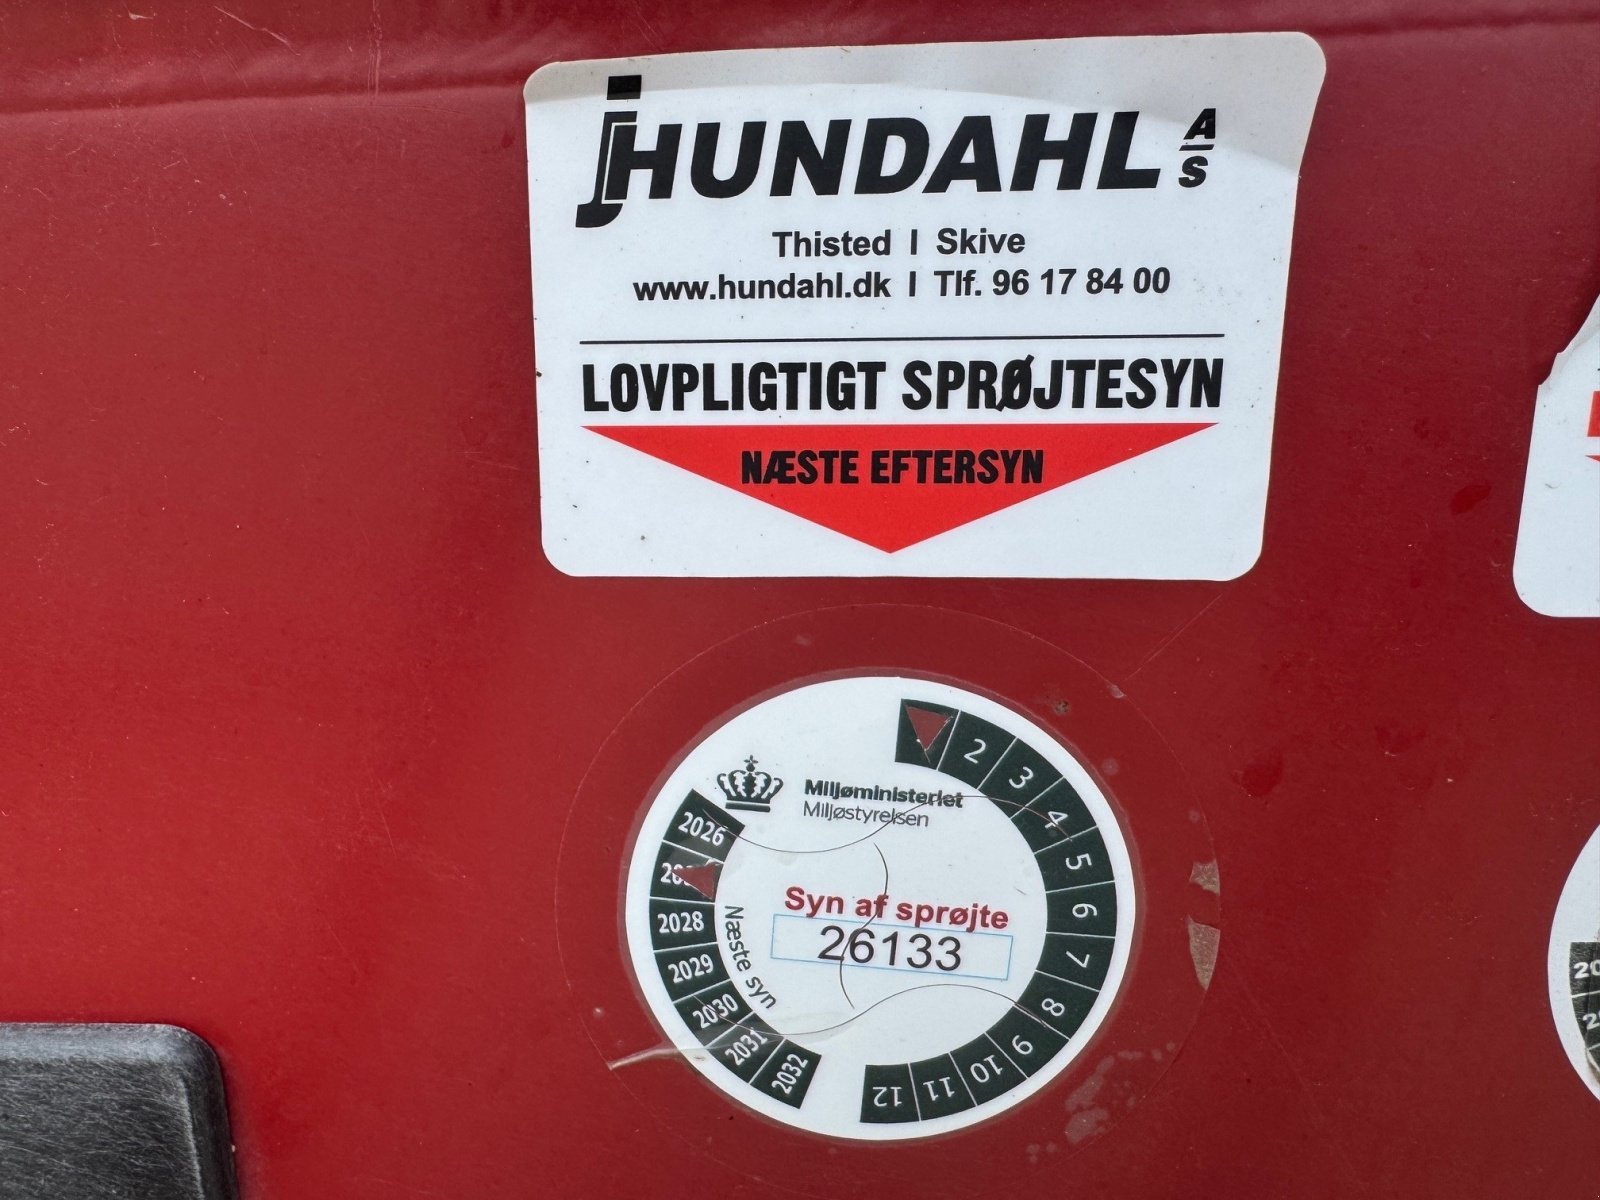 jHUNDAHL A/S
Thisted | Skive
www.hundahl.dk | Tlf. 96 17 84 00
LOVPLIGTIGT SPRØJTESYN
NÆSTE EFTERSYN
Miljøministeriet
Miljøstyrelsen
Syn af sprøjte
26133
Næste syn
2026
2028
2029
2030
2031
2032
2
3
4
5
6
7
8
9
10
11
12